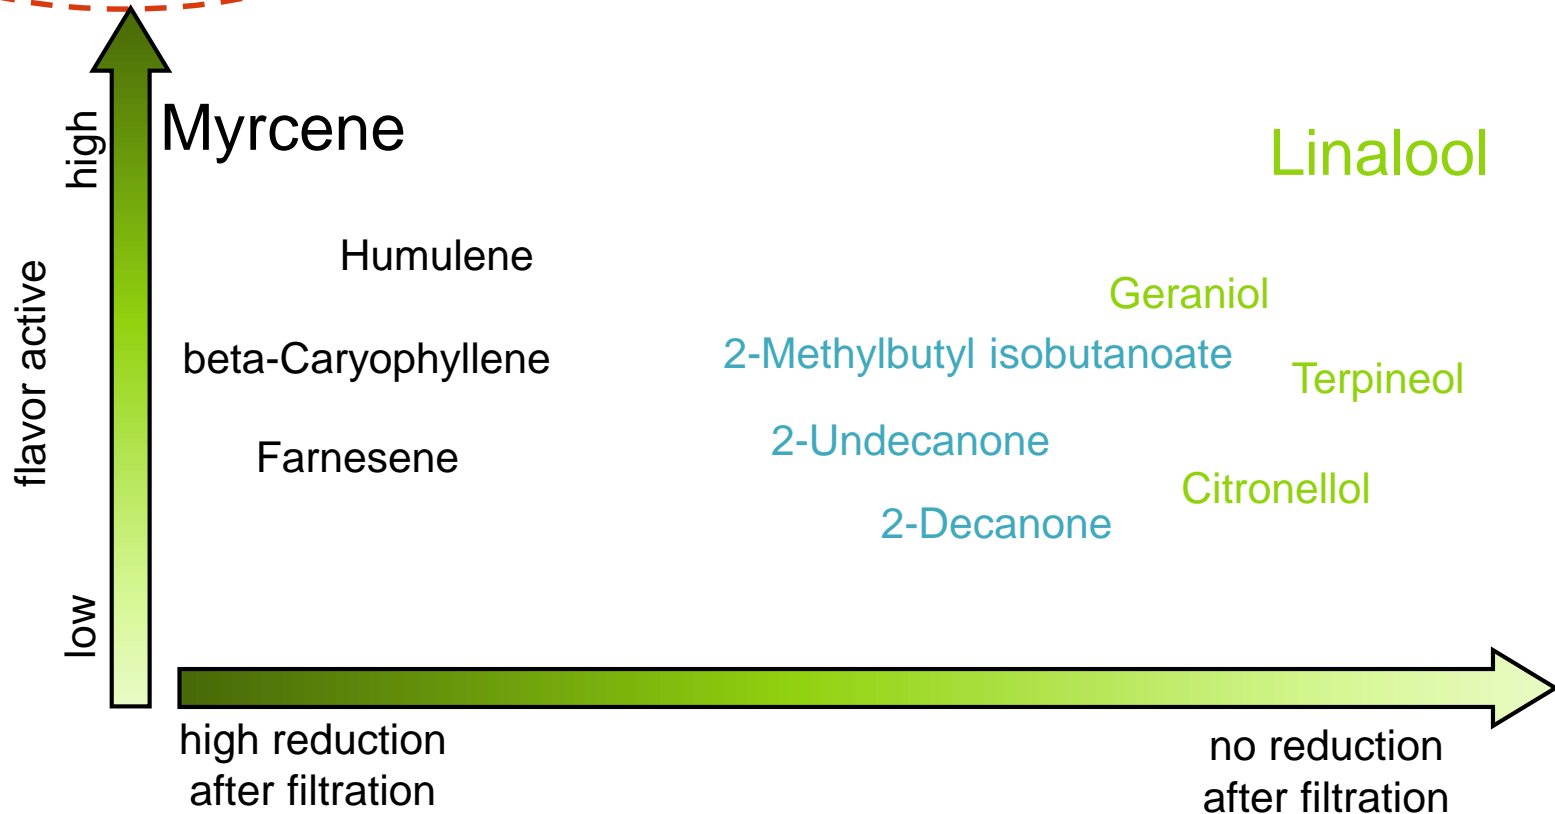 high
Myrcene
Linalool
Humulene
Geraniol
beta-Caryophyllene
2-Methylbutyl isobutanoate
Terpineol
flavor active
Farnesene
2-Undecanone
Citronellol
2-Decanone
low
high reduction
after filtration
no reduction
after filtration